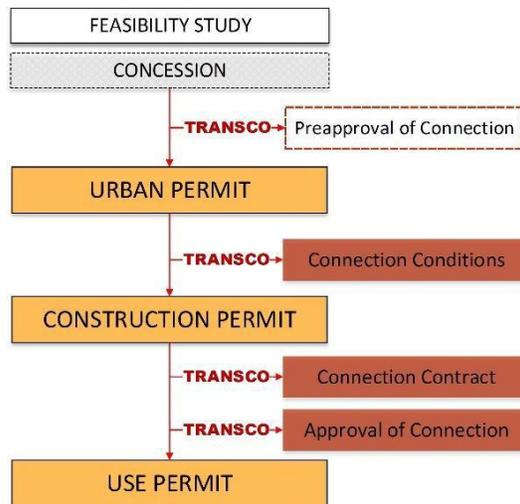 FEASIBILITY STUDY
CONCESSION
TRANSCO Preapproval of Connection
URBAN PERMIT
TRANSCO Connection Conditions
CONSTRUCTION PERMIT
TRANSCO Connection Contract
TRANSCO Approval of Connection
USE PERMIT